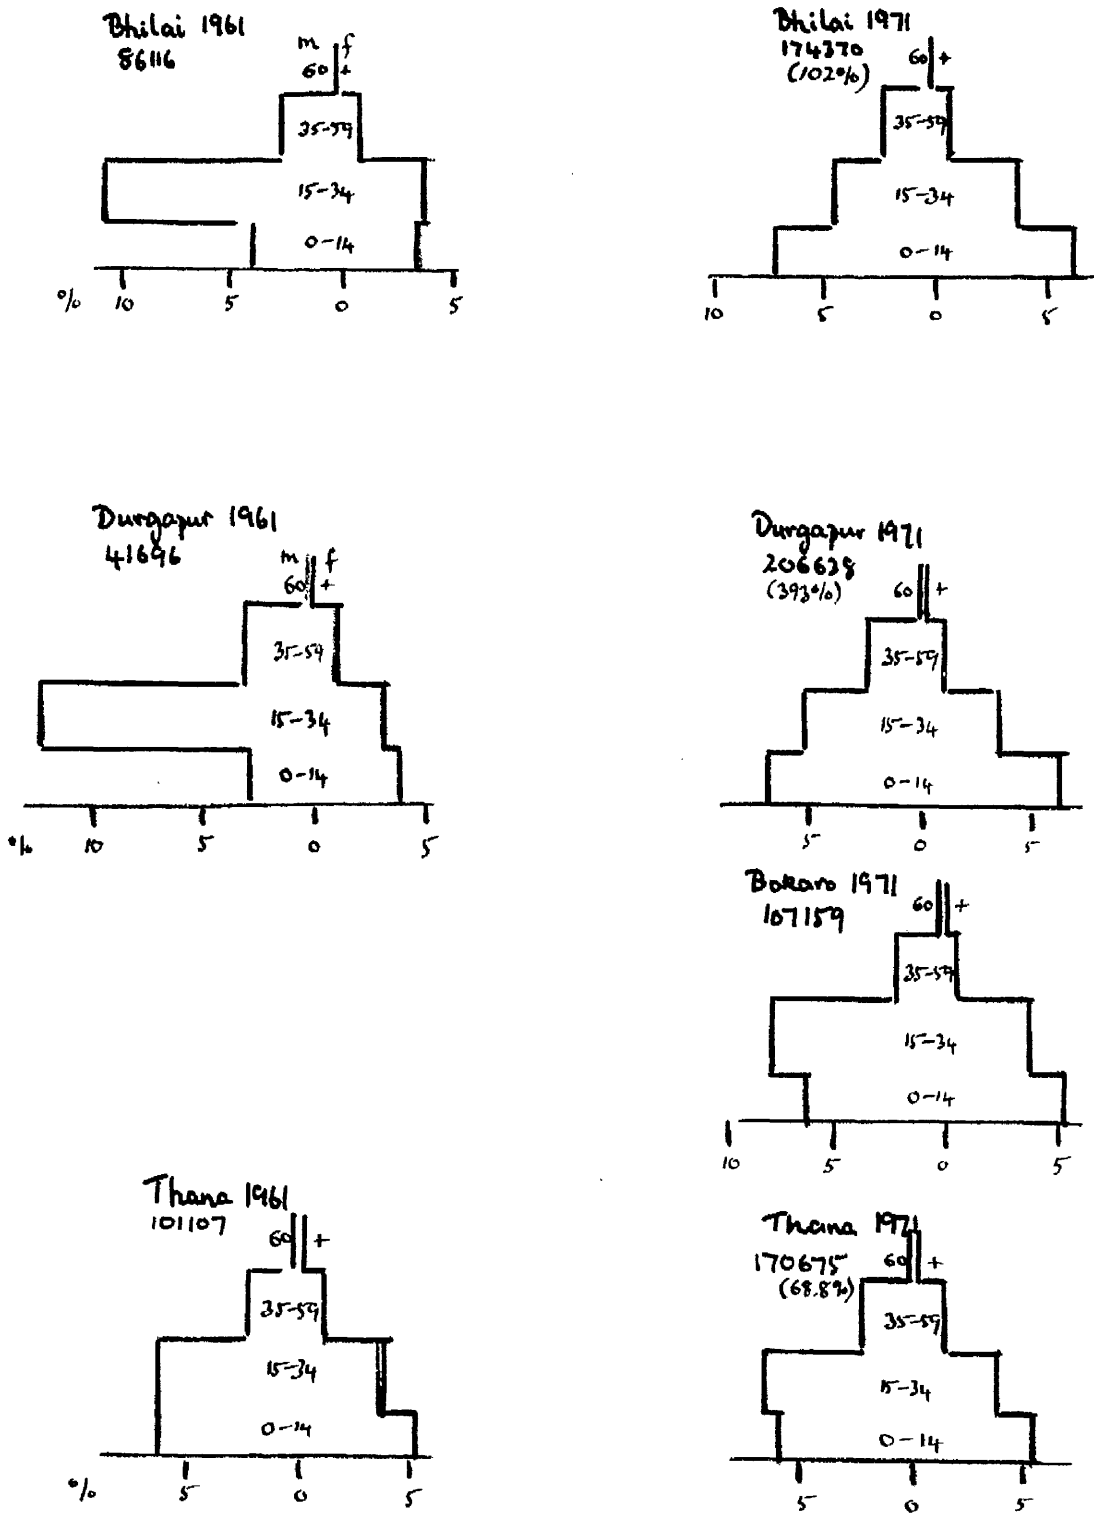 Bhilai 1961
86116
m f
60 +
35-59
15-34
0-14
% 10 5 0 5
Bhilai 1971
174370
(102%)
60 +
35-59
15-34
0-14
10 5 0 5
Durgapur 1961
41696
m f
60 +
35-59
15-34
0-14
% 10 5 0 5
Durgapur 1971
206638
(393%)
60 +
35-59
15-34
0-14
5 0 5
Bokaro 1971
107159
60 +
35-59
15-34
0-14
10 5 0 5
Thana 1961
101107
60 +
35-59
15-34
0-14
% 5 0 5
Thana 1971
170675
(68.8%)
60 +
35-59
15-34
0-14
5 0 5